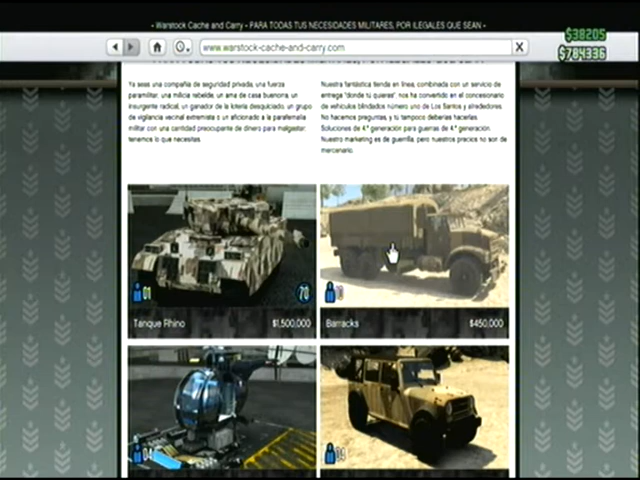 - Warstock Cache and Carry - PARA TODAS TUS NECESIDADES MILITARES, POR ILEGALES QUE SEAN -
$38205
www.warstock-cache-and-carry.com
X
$784336
Ya seas una compañía de seguridad privada, una fuerza
paramilitar, una milicia rebelde, un ama de casa buenorra, un
insurgente radical, un ganador de la lotería desquiciado, un grupo
de vigilancia vecinal extremista o un aficionado a la parafernalia
militar con una cantidad preocupante de dinero para malgastar:
tenemos lo que necesitas.
Nuestra fantástica tienda en línea, combinada con un servicio de
entrega "donde tú quieras", nos ha convertido en el concesionario
de vehículos blindados número uno de Los Santos y alrededores.
No hacemos preguntas, y tú tampoco deberías hacerlas.
Soluciones de 4.ª generación para guerras de 4.ª generación.
Nuestro marketing es de guerrilla, pero nuestros precios no son de
mercenario.
01
70
10
Tanque Rhino $1,500,000
Barracks $450,000
04
04